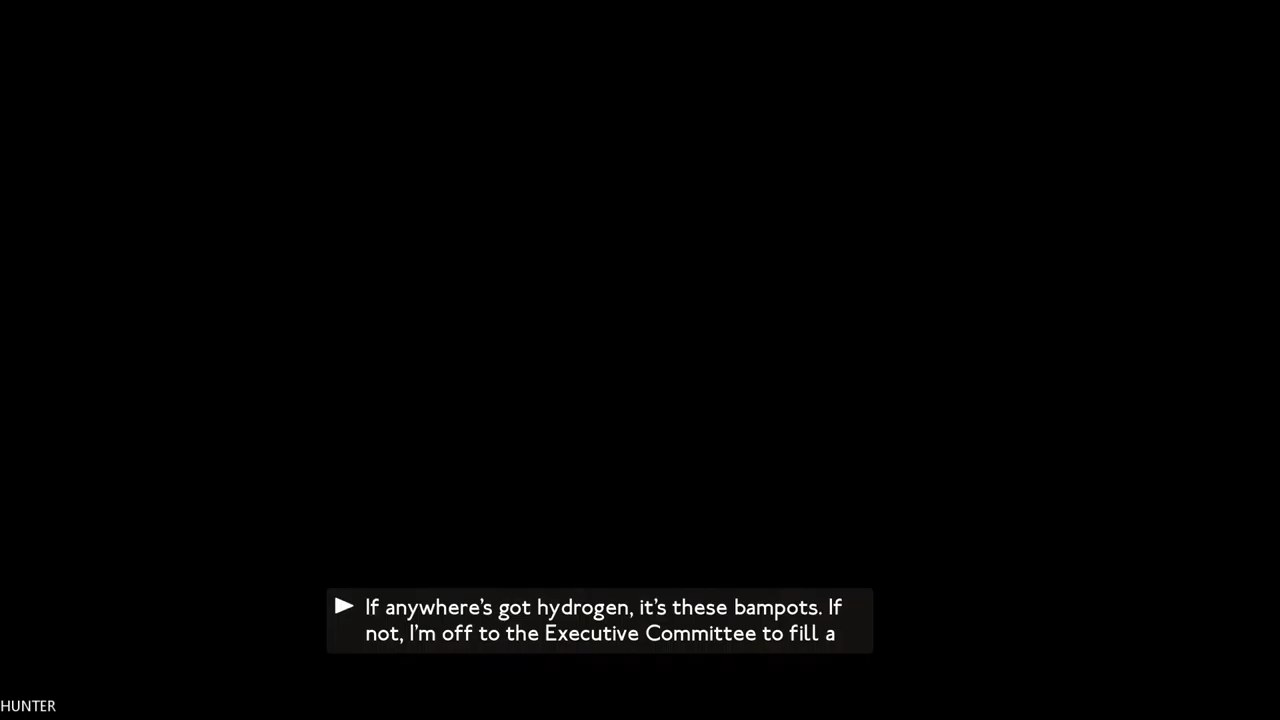 ▶ If anywhere's got hydrogen, it's these bampots. If
not, I'm off to the Executive Committee to fill a
HUNTER